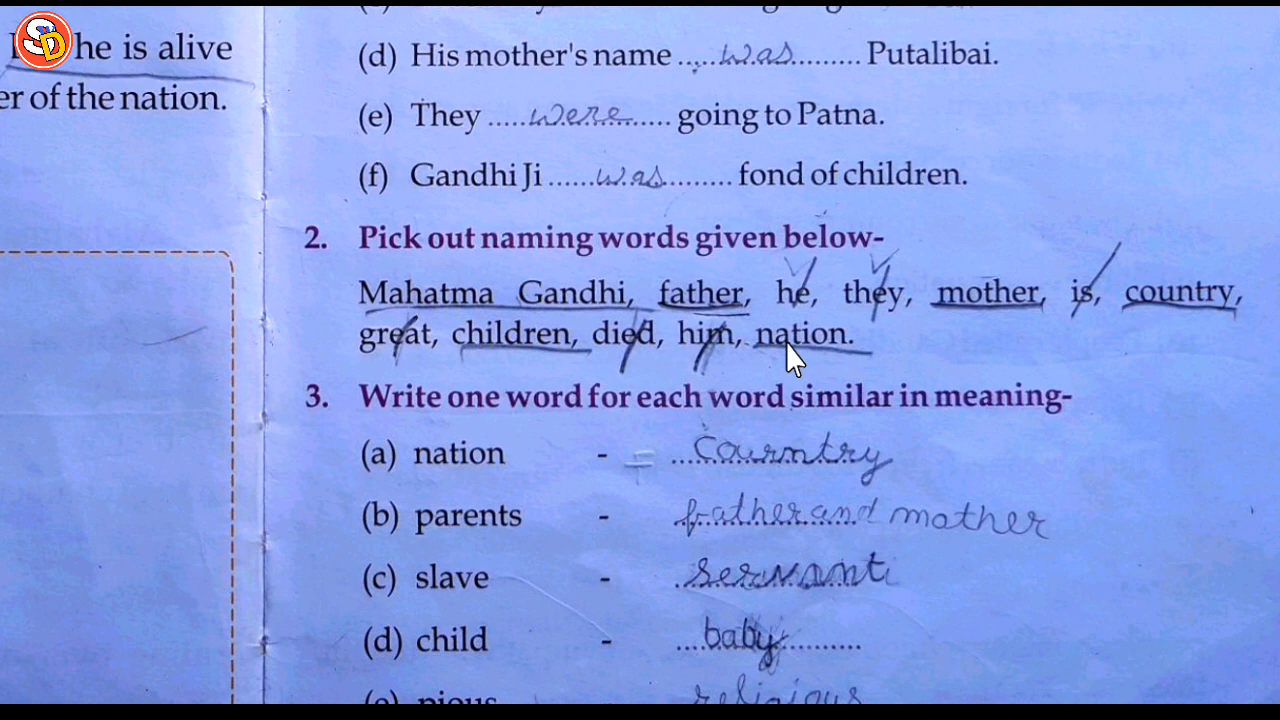 SD
he is alive
er of the nation.
(d) His mother's name .....was.......... Putalibai.
(e) They .....were...... going to Patna.
(f) Gandhi Ji ......was......... fond of children.
2. Pick out naming words given below-
Mahatma Gandhi, father, he, they, mother, is, country,
great, children, died, him, nation.
3. Write one word for each word similar in meaning-
(a) nation - = country
(b) parents - father and mother
(c) slave - servant
(d) child - baby
(e) pious religious